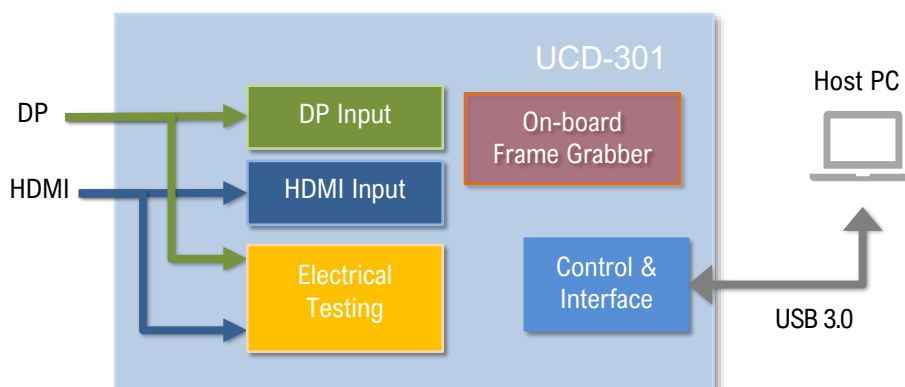 UCD-301
Host PC
DP
DP Input
On-board
Frame Grabber
HDMI
HDMI Input
Electrical
Testing
Control &
Interface
USB 3.0